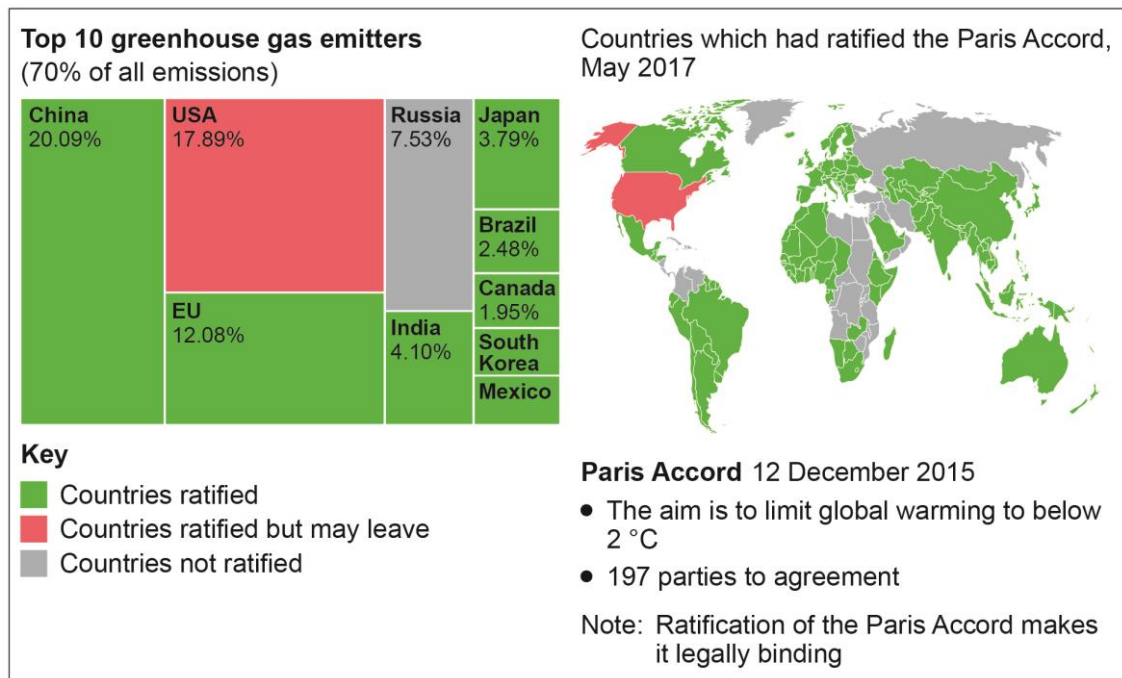 Top 10 greenhouse gas emitters
(70% of all emissions)
China
20.09%
USA
17.89%
EU
12.08%
Russia
7.53%
India
4.10%
Japan
3.79%
Brazil
2.48%
Canada
1.95%
South
Korea
Mexico
Key
Countries ratified
Countries ratified but may leave
Countries not ratified
Countries which had ratified the Paris Accord,
May 2017
Paris Accord 12 December 2015
• The aim is to limit global warming to below
2 °C
• 197 parties to agreement
Note: Ratification of the Paris Accord makes
it legally binding